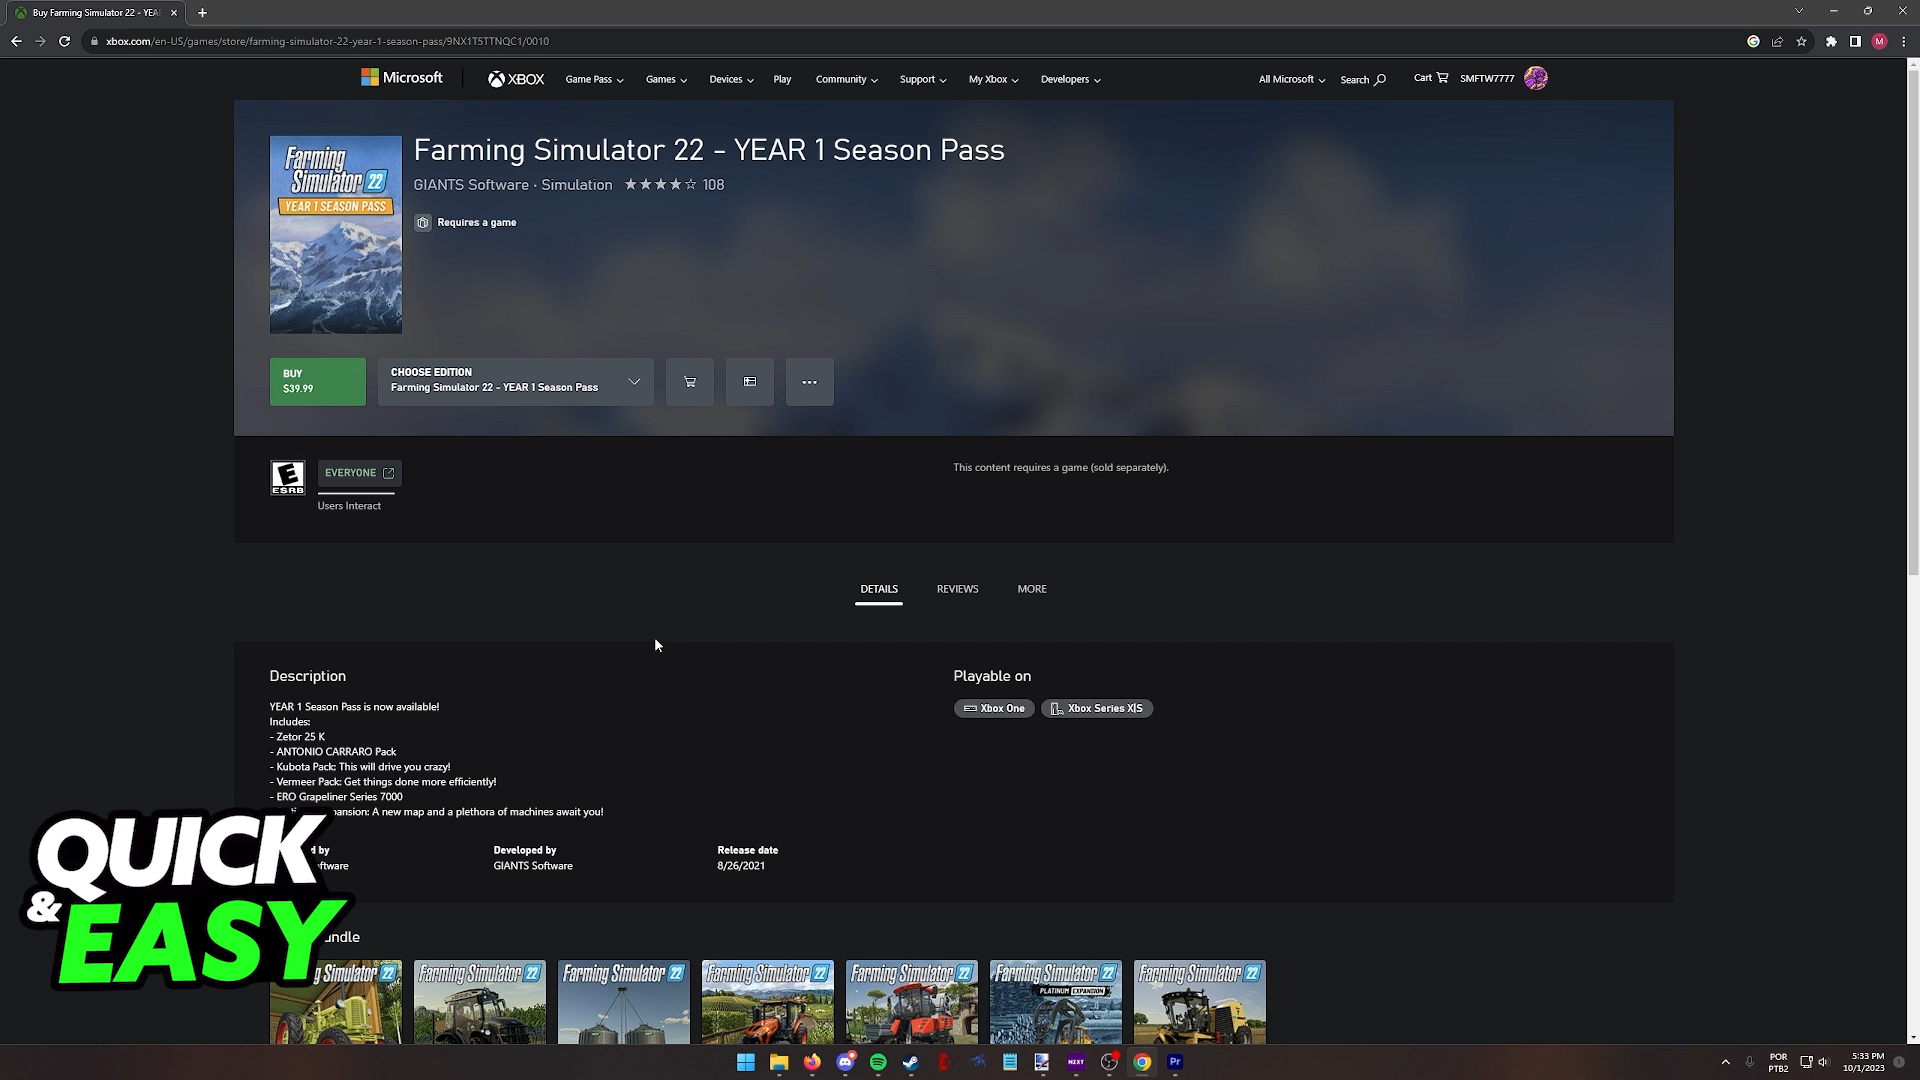 Buy Farming Simulator 22 - YEA
xbox.com/en-US/games/store/farming-simulator-22-year-1-season-pass/9NX1T5TTNQC1/0010
M
Microsoft
XBOX
Game Pass
Games
Devices
Play
Community
Support
My Xbox
Developers
All Microsoft
Search
Cart
SMFTW7777
Farming Simulator 22
YEAR 1 SEASON PASS
Farming Simulator 22 - YEAR 1 Season Pass
GIANTS Software · Simulation ★★★★☆ 108
Requires a game
BUY
$39.99
CHOOSE EDITION
Farming Simulator 22 - YEAR 1 Season Pass
E
ESRB
EVERYONE
Users Interact
This content requires a game (sold separately).
DETAILS
REVIEWS
MORE
Description
YEAR 1 Season Pass is now available!
Includes:
- Zetor 25 K
- ANTONIO CARRARO Pack
- Kubota Pack: This will drive you crazy!
- Vermeer Pack: Get things done more efficiently!
- ERO Grapeliner Series 7000
pansion: A new map and a plethora of machines await you!
Playable on
Xbox One
Xbox Series X|S
d by
ftware
Developed by
GIANTS Software
Release date
8/26/2021
QUICK
& EASY
undle
g Simulator 22
Farming Simulator 22
Farming Simulator 22
Farming Simulator 22
Farming Simulator 22
Farming Simulator 22
PLATINUM EXPANSION
Farming Simulator 22
NZXT
Pr
POR
PTB2
5:33 PM
10/1/2023